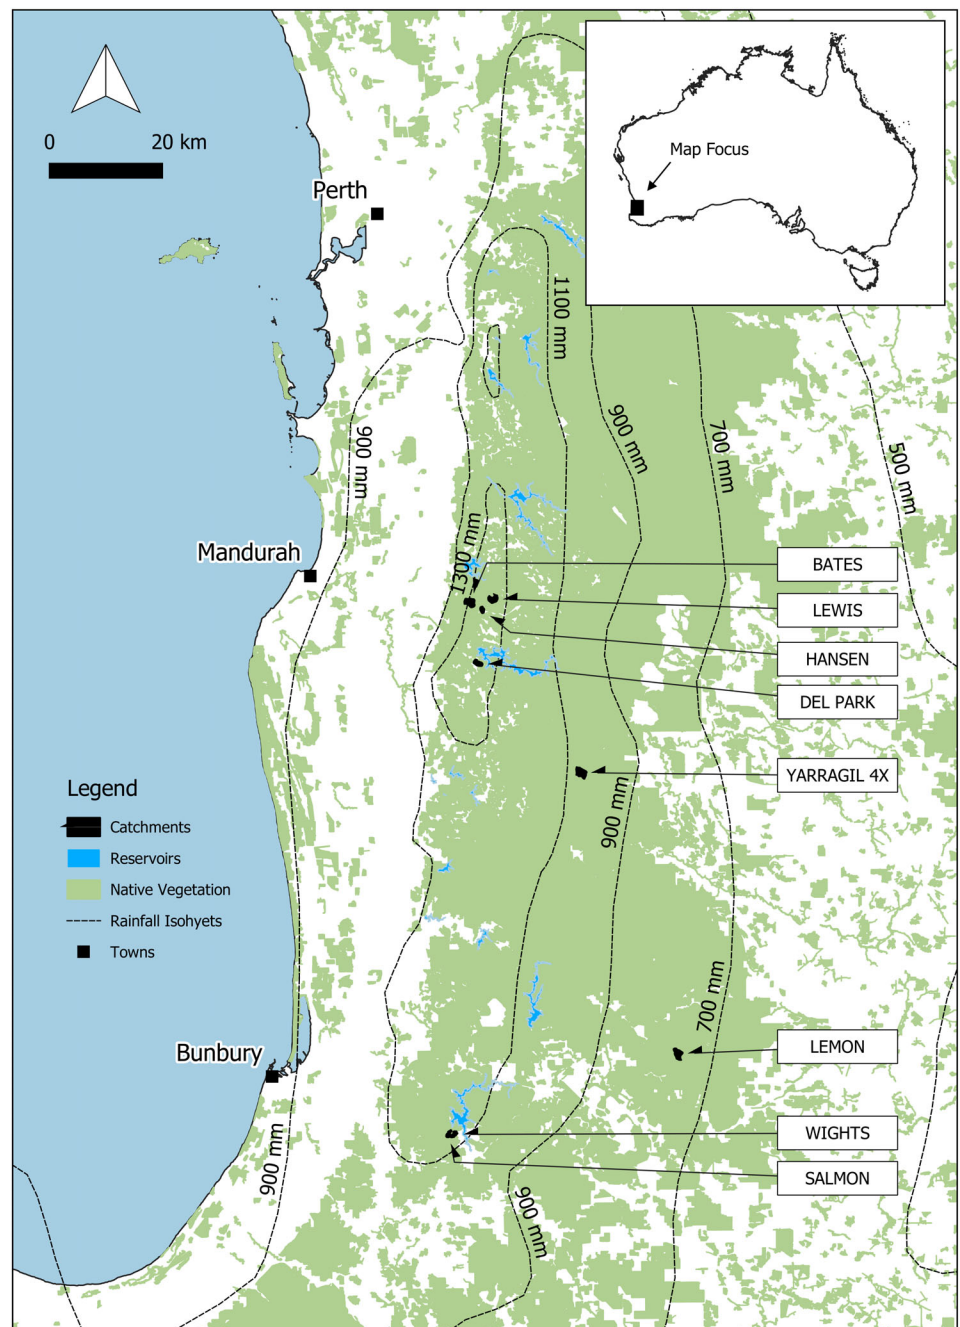 0 20 km
Perth
Map Focus
1100 mm
900 mm
900 mm
700 mm
500 mm
Mandurah
1300 mm
BATES
LEWIS
HANSEN
DEL PARK
YARRAGIL 4X
900 mm
Legend
Catchments
Reservoirs
Native Vegetation
Rainfall Isohyets
Towns
700 mm
Bunbury
LEMON
WIGHTS
SALMON
900 mm
900 mm